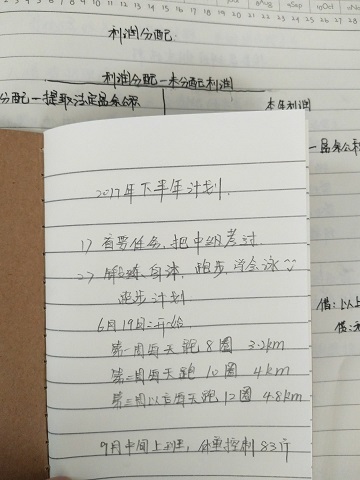 利润分配
利润分配—未分配利润
分配—提取法定盈余公积
本年利润
—盈余公积
2017年下半年计划
1) 首要任务，把中级考过
2) 锻炼身体，跑步，学会游泳
跑步计划
6月19日开始
第一周每天跑8圈 3.2km
第二周每天跑10圈 4km
第三周以后每天跑12圈 4.8km
9月中间上班，体重控制83斤
借：以上
借：